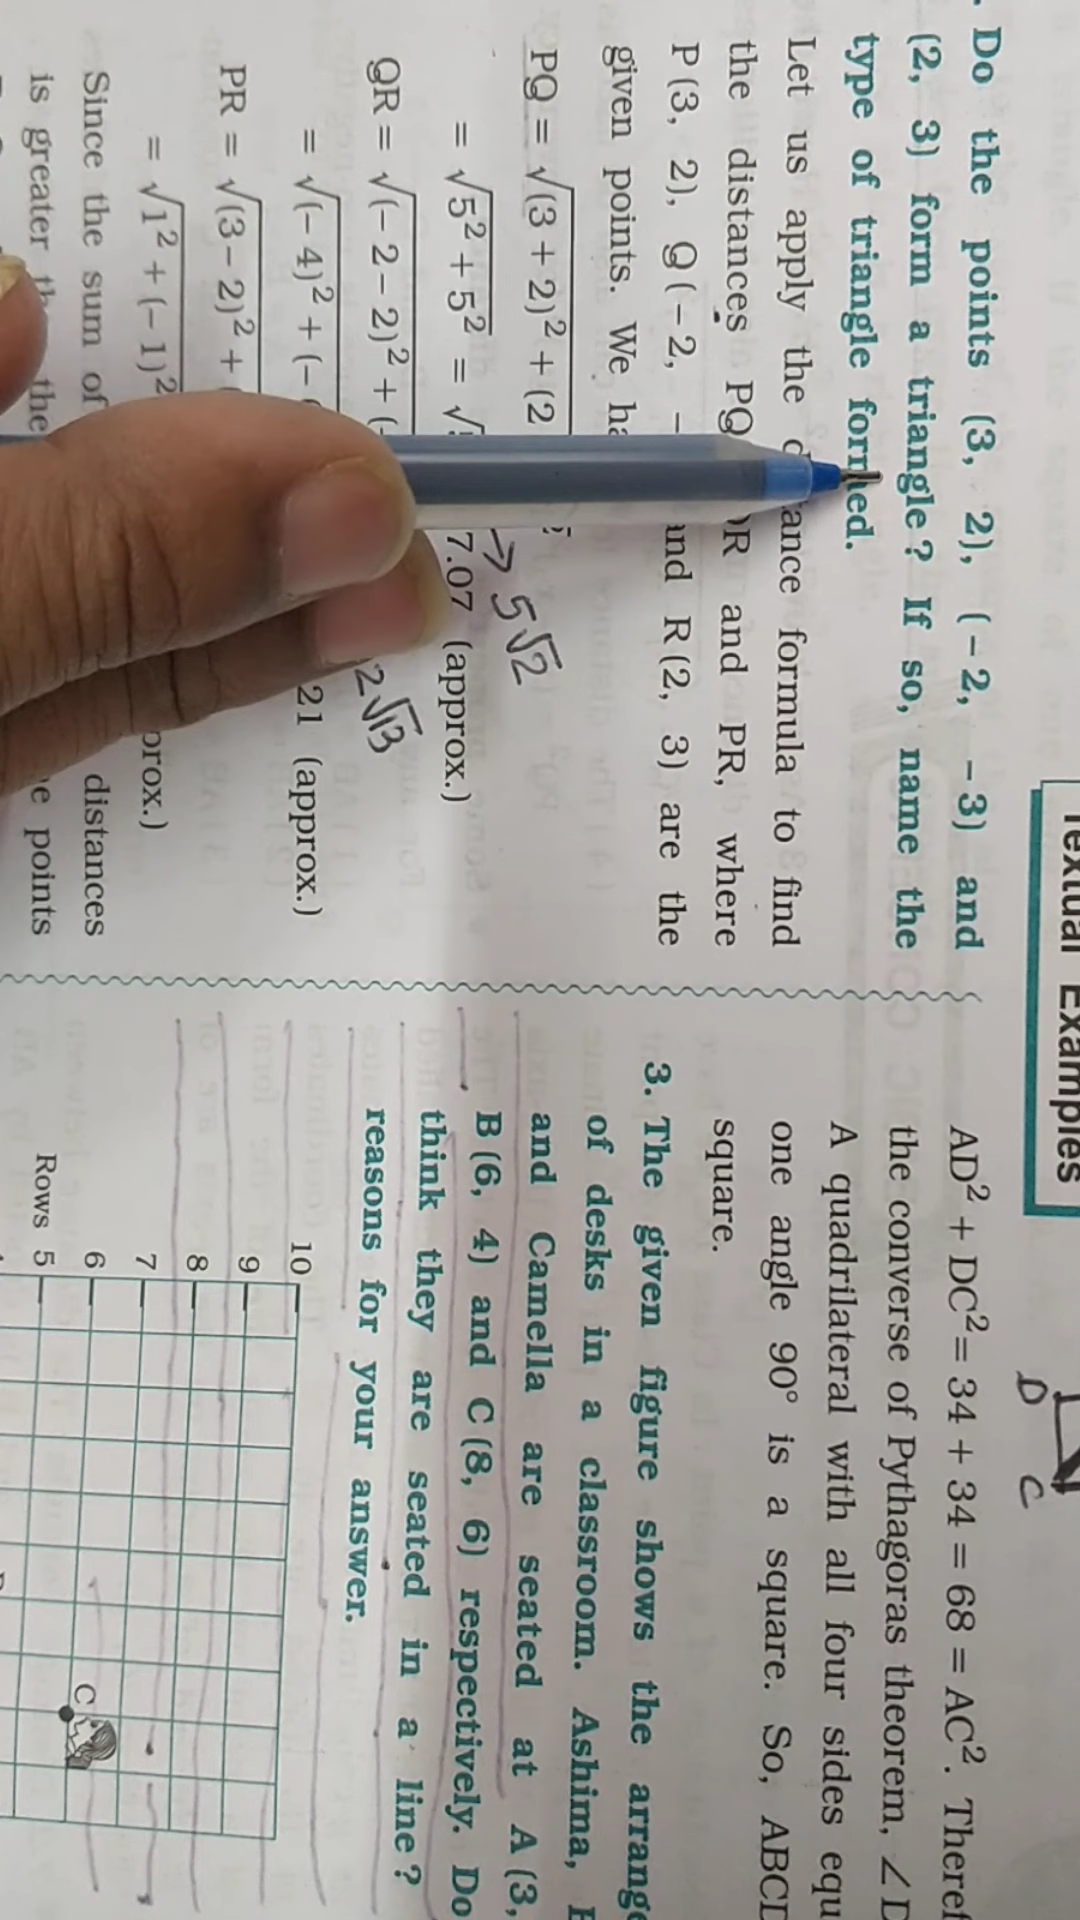 Textual Examples
. Do the points (3, 2), (– 2, – 3) and
(2, 3) form a triangle ? If so, name the
type of triangle formed.
Let us apply the distance formula to find
the distances PQ, QR and PR, where
P (3, 2), Q (– 2, – and R (2, 3) are the
given points. We ha
PQ = √(3 + 2)² + (2
= √5² + 5² = √ 7.07 (approx.)
→ 5√2
QR = √(– 2 – 2)² + (–
2√13
= √(– 4)² + (– 21 (approx.)
PR = √(3 – 2)² +
= √1² + (– 1)² prox.)
Since the sum of distances
is greater the points
D C
AD² + DC² = 34 + 34 = 68 = AC². Theref
the converse of Pythagoras theorem, ∠D
A quadrilateral with all four sides equ
one angle 90° is a square. So, ABCD
square.
3. The given figure shows the arrange
of desks in a classroom. Ashima,
and Camella are seated at A (3,
B (6, 4) and C (8, 6) respectively. Do
think they are seated in a line ?
reasons for your answer.
10
9
8
7
6 C
Rows 5